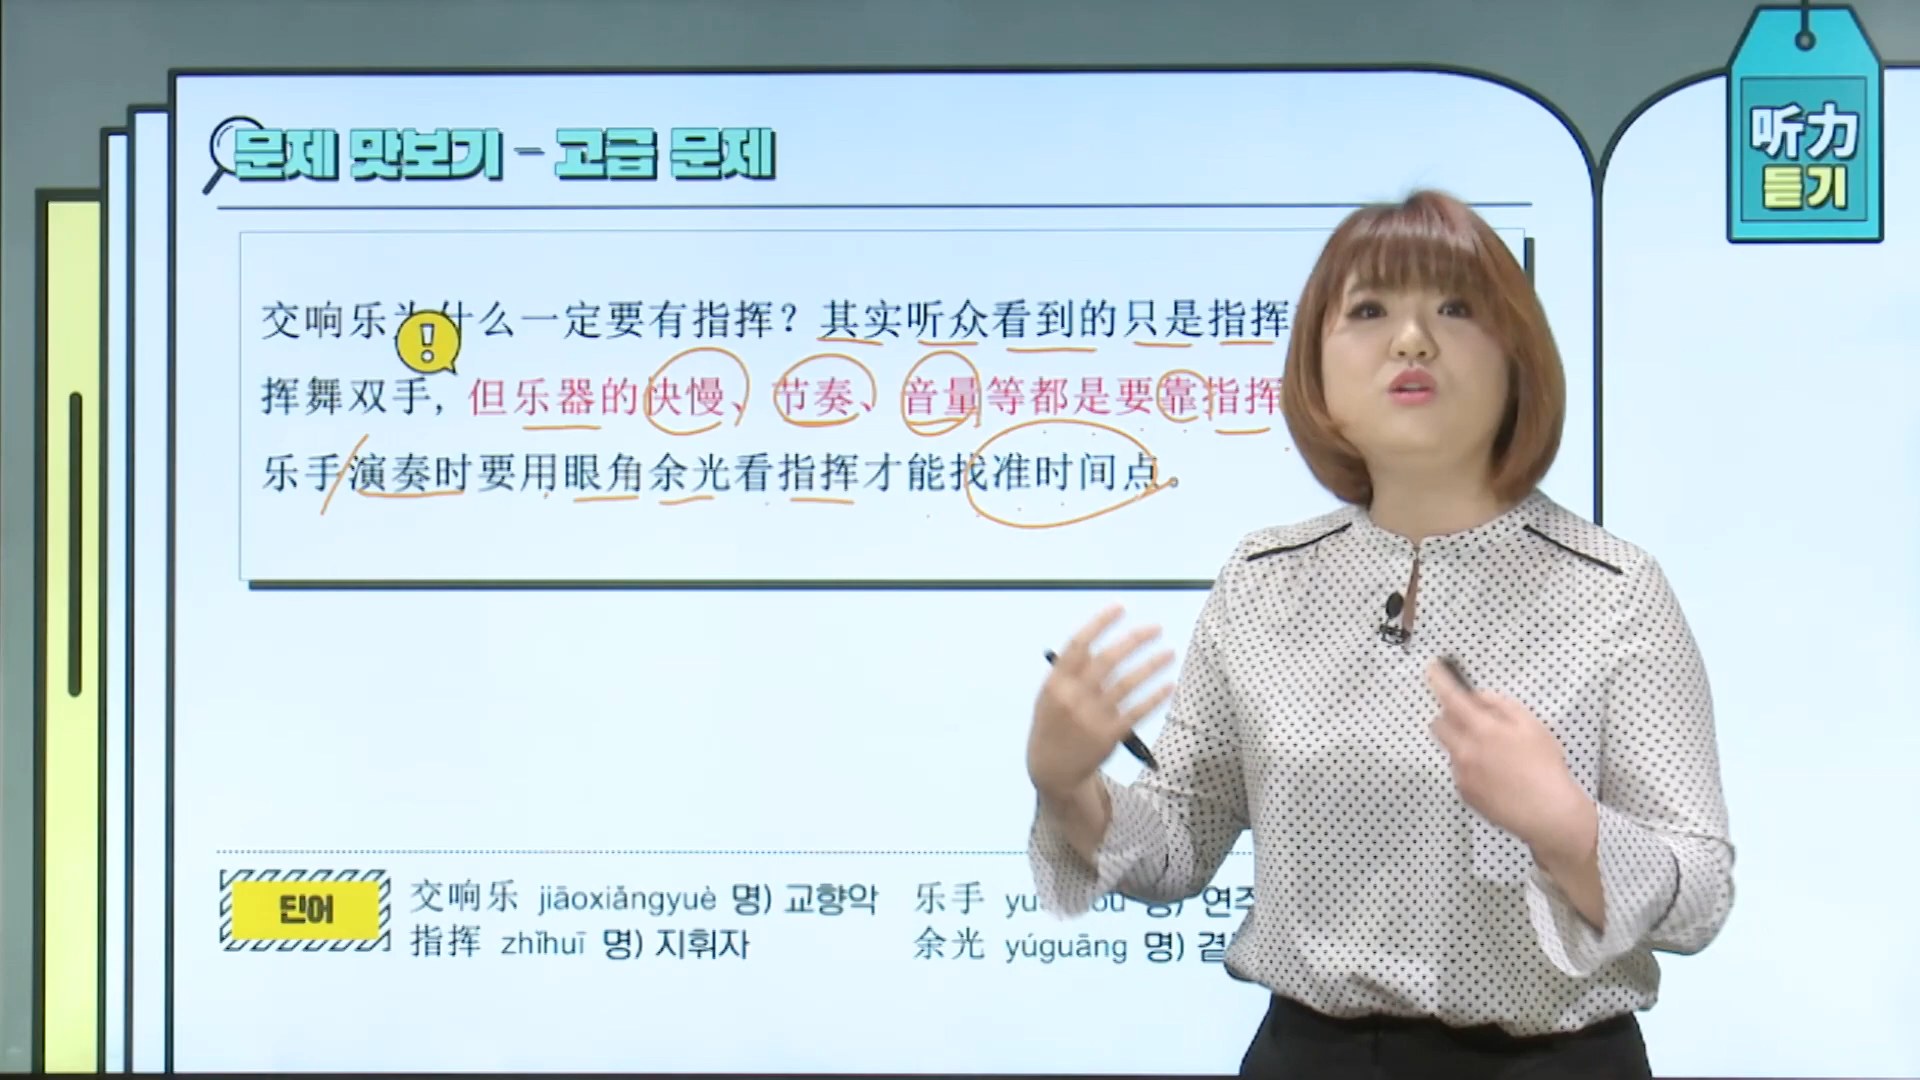 문제 맛보기 - 고급 문제
听力
듣기
交响乐为什么一定要有指挥？其实听众看到的只是指挥
挥舞双手，但乐器的快慢、节奏、音量等都是要靠指挥
乐手演奏时要用眼角余光看指挥才能找准时间点。
단어
交响乐 jiāoxiǎngyuè 명) 교향악 乐手 명)
指挥 zhǐhuī 명) 지휘자 余光 yúguāng 명)